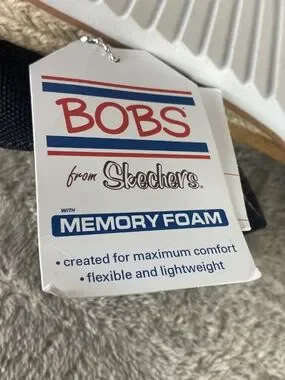 BOBS
from Skechers
WITH
MEMORY FOAM
• created for maximum comfort
• flexible and lightweight